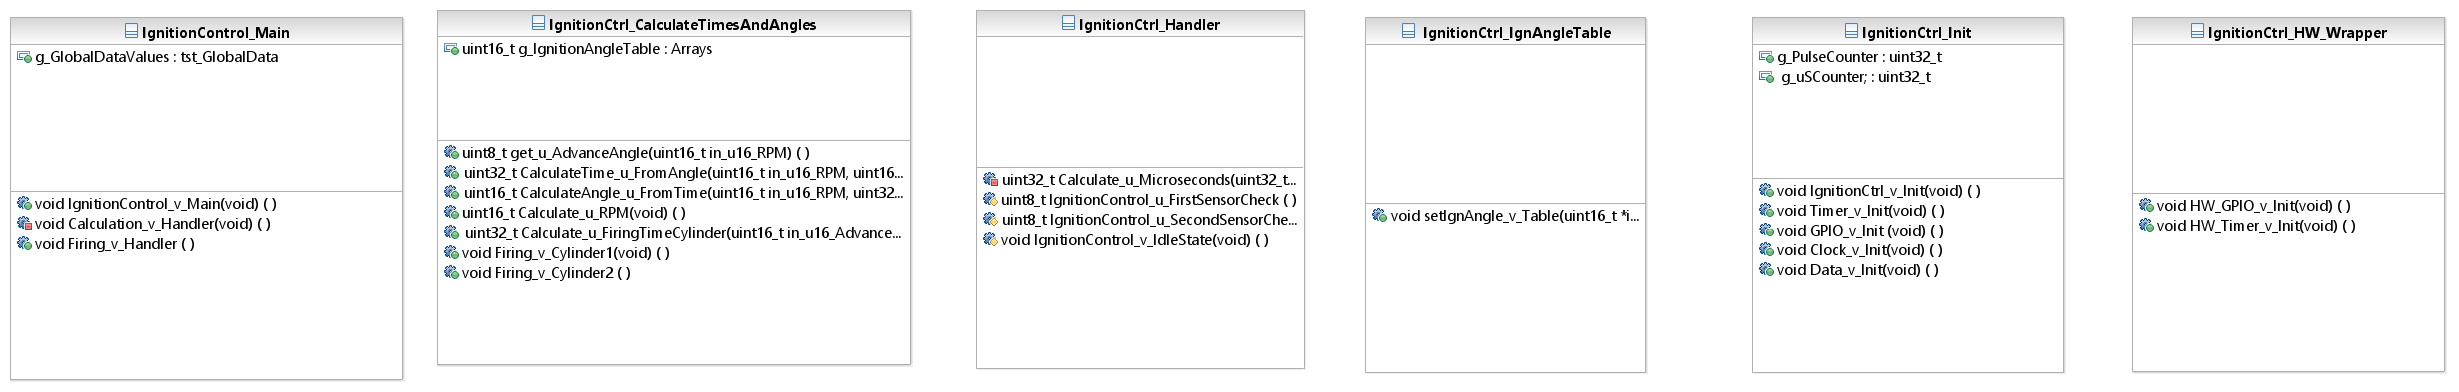 IgnitionControl_Main
g_GlobalDataValues : tst_GlobalData
void IgnitionControl_v_Main(void) ( )
void Calculation_v_Handler(void) ( )
void Firing_v_Handler ( )
IgnitionCtrl_CalculateTimesAndAngles
uint16_t g_IgnitionAngleTable : Arrays
uint8_t get_u_AdvanceAngle(uint16_t in_u16_RPM) ( )
uint32_t CalculateTime_u_FromAngle(uint16_t in_u16_RPM, uint16...
uint16_t CalculateAngle_u_FromTime(uint16_t in_u16_RPM, uint32...
uint16_t Calculate_u_RPM(void) ( )
uint32_t Calculate_u_FiringTimeCylinder(uint16_t in_u16_Advance...
void Firing_v_Cylinder1(void) ( )
void Firing_v_Cylinder2 ( )
IgnitionCtrl_Handler
uint32_t Calculate_u_Microseconds(uint32_t...
uint8_t IgnitionControl_u_FirstSensorCheck ( )
uint8_t IgnitionControl_u_SecondSensorChe...
void IgnitionControl_v_IdleState(void) ( )
IgnitionCtrl_IgnAngleTable
void setIgnAngle_v_Table(uint16_t *i...
IgnitionCtrl_Init
g_PulseCounter : uint32_t
g_uSCounter; : uint32_t
void IgnitionCtrl_v_Init(void) ( )
void Timer_v_Init(void) ( )
void GPIO_v_Init (void) ( )
void Clock_v_Init(void) ( )
void Data_v_Init(void) ( )
IgnitionCtrl_HW_Wrapper
void HW_GPIO_v_Init(void) ( )
void HW_Timer_v_Init(void) ( )